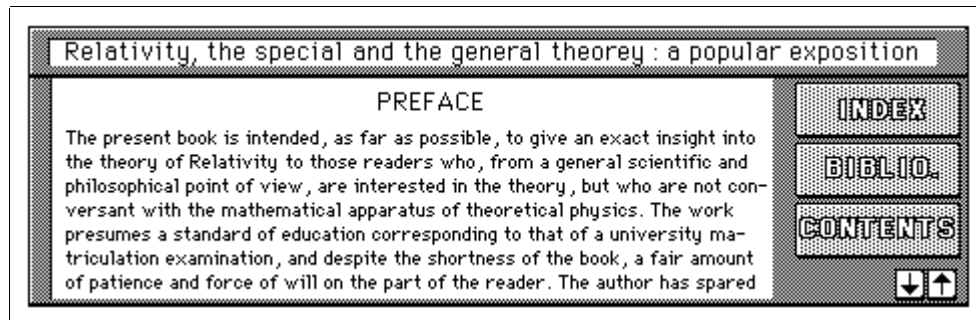 Relativity, the special and the general theorey : a popular exposition
PREFACE
The present book is intended, as far as possible, to give an exact insight into
the theory of Relativity to those readers who, from a general scientific and
philosophical point of view, are interested in the theory, but who are not con-
versant with the mathematical apparatus of theoretical physics. The work
presumes a standard of education corresponding to that of a university ma-
triculation examination, and despite the shortness of the book, a fair amount
of patience and force of will on the part of the reader. The author has spared
INDEX
BIBLIO.
CONTENTS